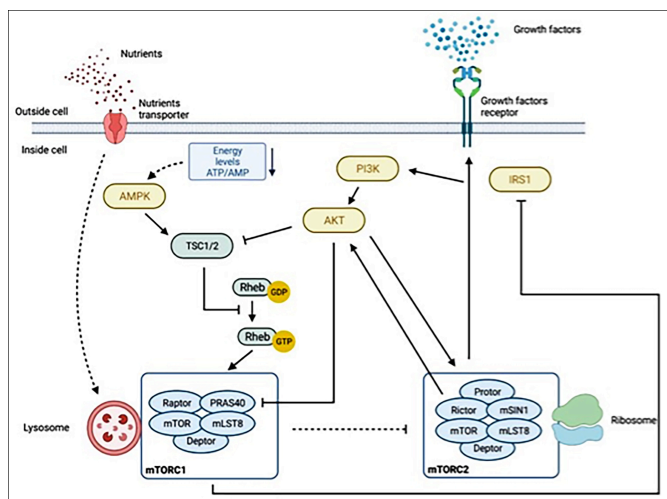 Growth factors
Nutrients
Outside cell
Nutrients
transporter
Growth factors
receptor
Inside cell
Energy
levels
ATP/AMP
PI3K
IRS1
AMPK
AKT
TSC1/2
Rheb GDP
Rheb GTP
Protor
Raptor PRAS40
Rictor mSIN1
Lysosome
mTOR mLST8
mTOR mLST8
Ribosome
Deptor
Deptor
mTORC1
mTORC2